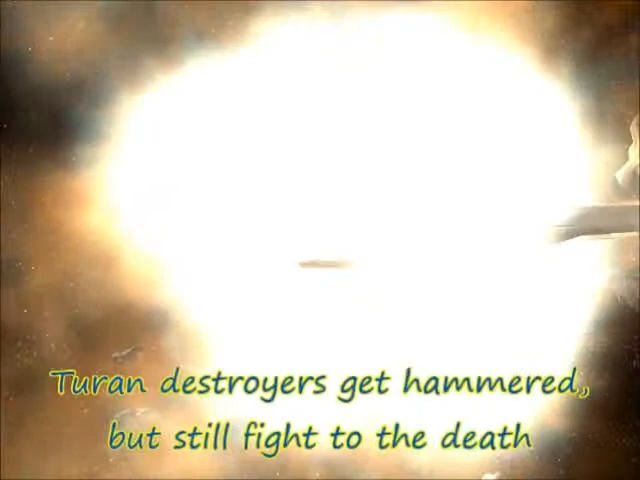 Turan destroyers get hammered,
but still fight to the death